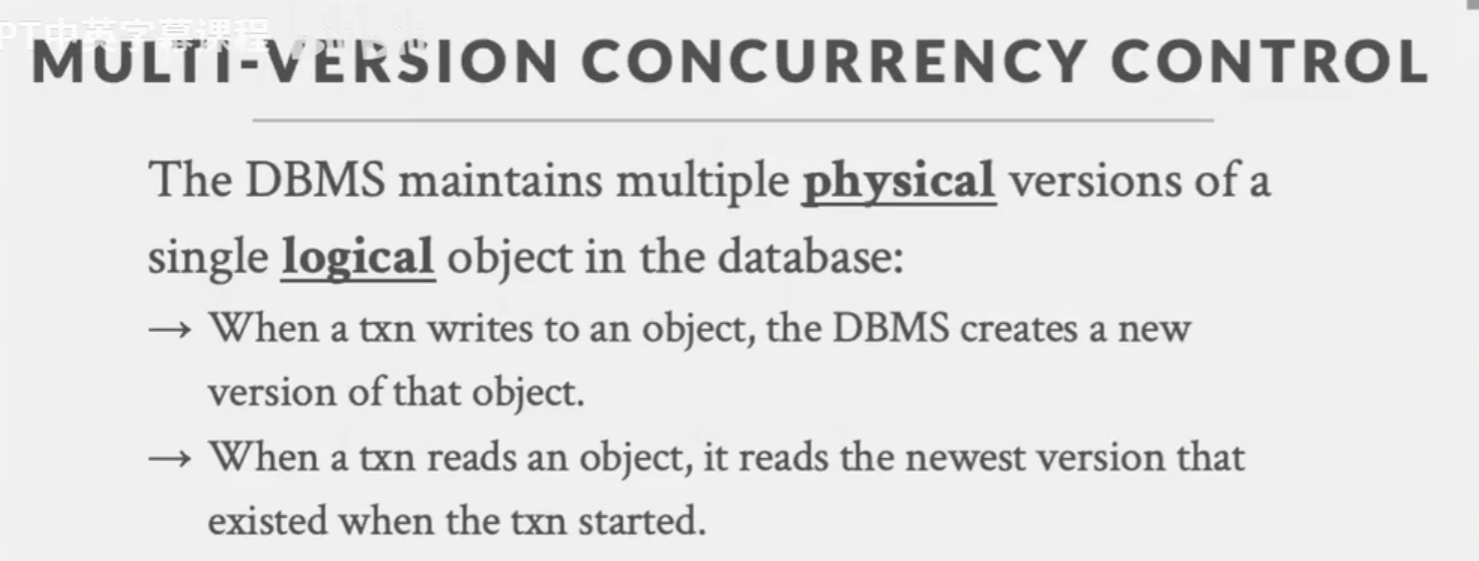 PT中英字幕课程
MULTI-VERSION CONCURRENCY CONTROL
The DBMS maintains multiple physical versions of a
single logical object in the database:
→ When a txn writes to an object, the DBMS creates a new
version of that object.
→ When a txn reads an object, it reads the newest version that
existed when the txn started.